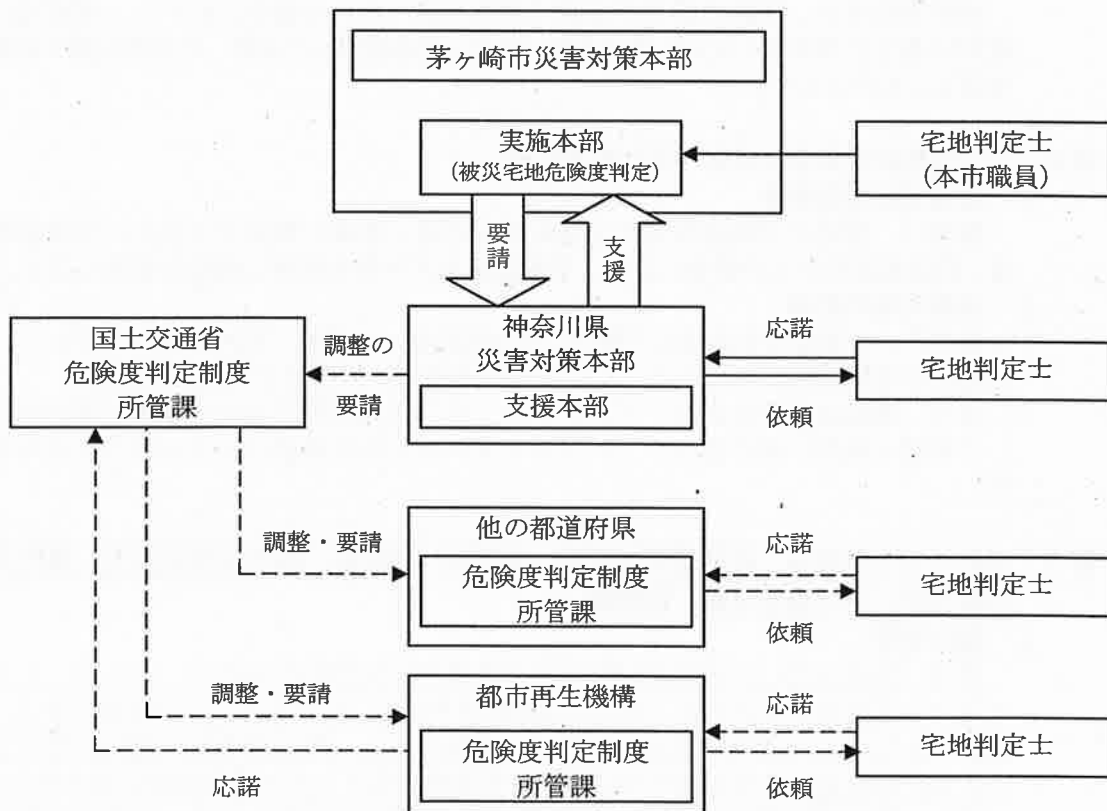 茅ヶ崎市災害対策本部
実施本部
(被災宅地危険度判定)
宅地判定士
(本市職員)
要請
支援
国土交通省
危険度判定制度
所管課
調整の
要請
神奈川県
災害対策本部
支援本部
応諾
依頼
宅地判定士
調整・要請
他の都道府県
危険度判定制度
所管課
応諾
依頼
宅地判定士
調整・要請
応諾
都市再生機構
危険度判定制度
所管課
応諾
依頼
宅地判定士